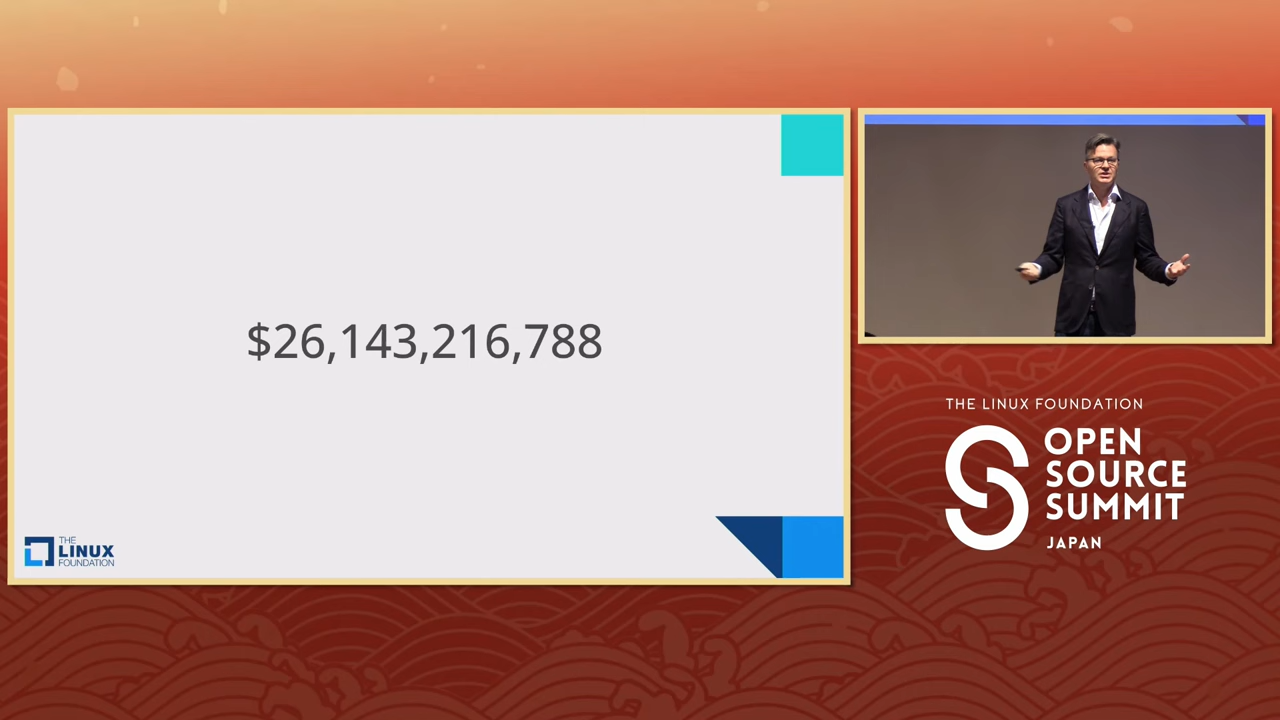 $26,143,216,788
THE
LINUX
FOUNDATION
THE LINUX FOUNDATION
OPEN
SOURCE
SUMMIT
JAPAN